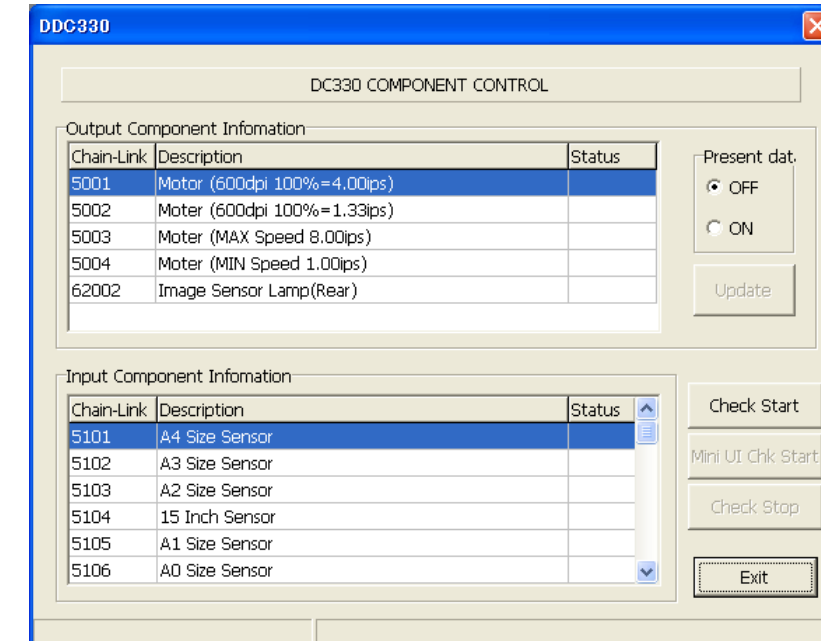 DDC330
DC330 COMPONENT CONTROL
Output Component Infomation
Chain-Link Description Status
5001 Motor (600dpi 100%=4.00ips)
5002 Moter (600dpi 100%=1.33ips)
5003 Moter (MAX Speed 8.00ips)
5004 Moter (MIN Speed 1.00ips)
62002 Image Sensor Lamp(Rear)
Present dat
OFF
ON
Update
Input Component Infomation
Chain-Link Description Status
5101 A4 Size Sensor
5102 A3 Size Sensor
5103 A2 Size Sensor
5104 15 Inch Sensor
5105 A1 Size Sensor
5106 A0 Size Sensor
Check Start
Mini UI Chk Start
Check Stop
Exit